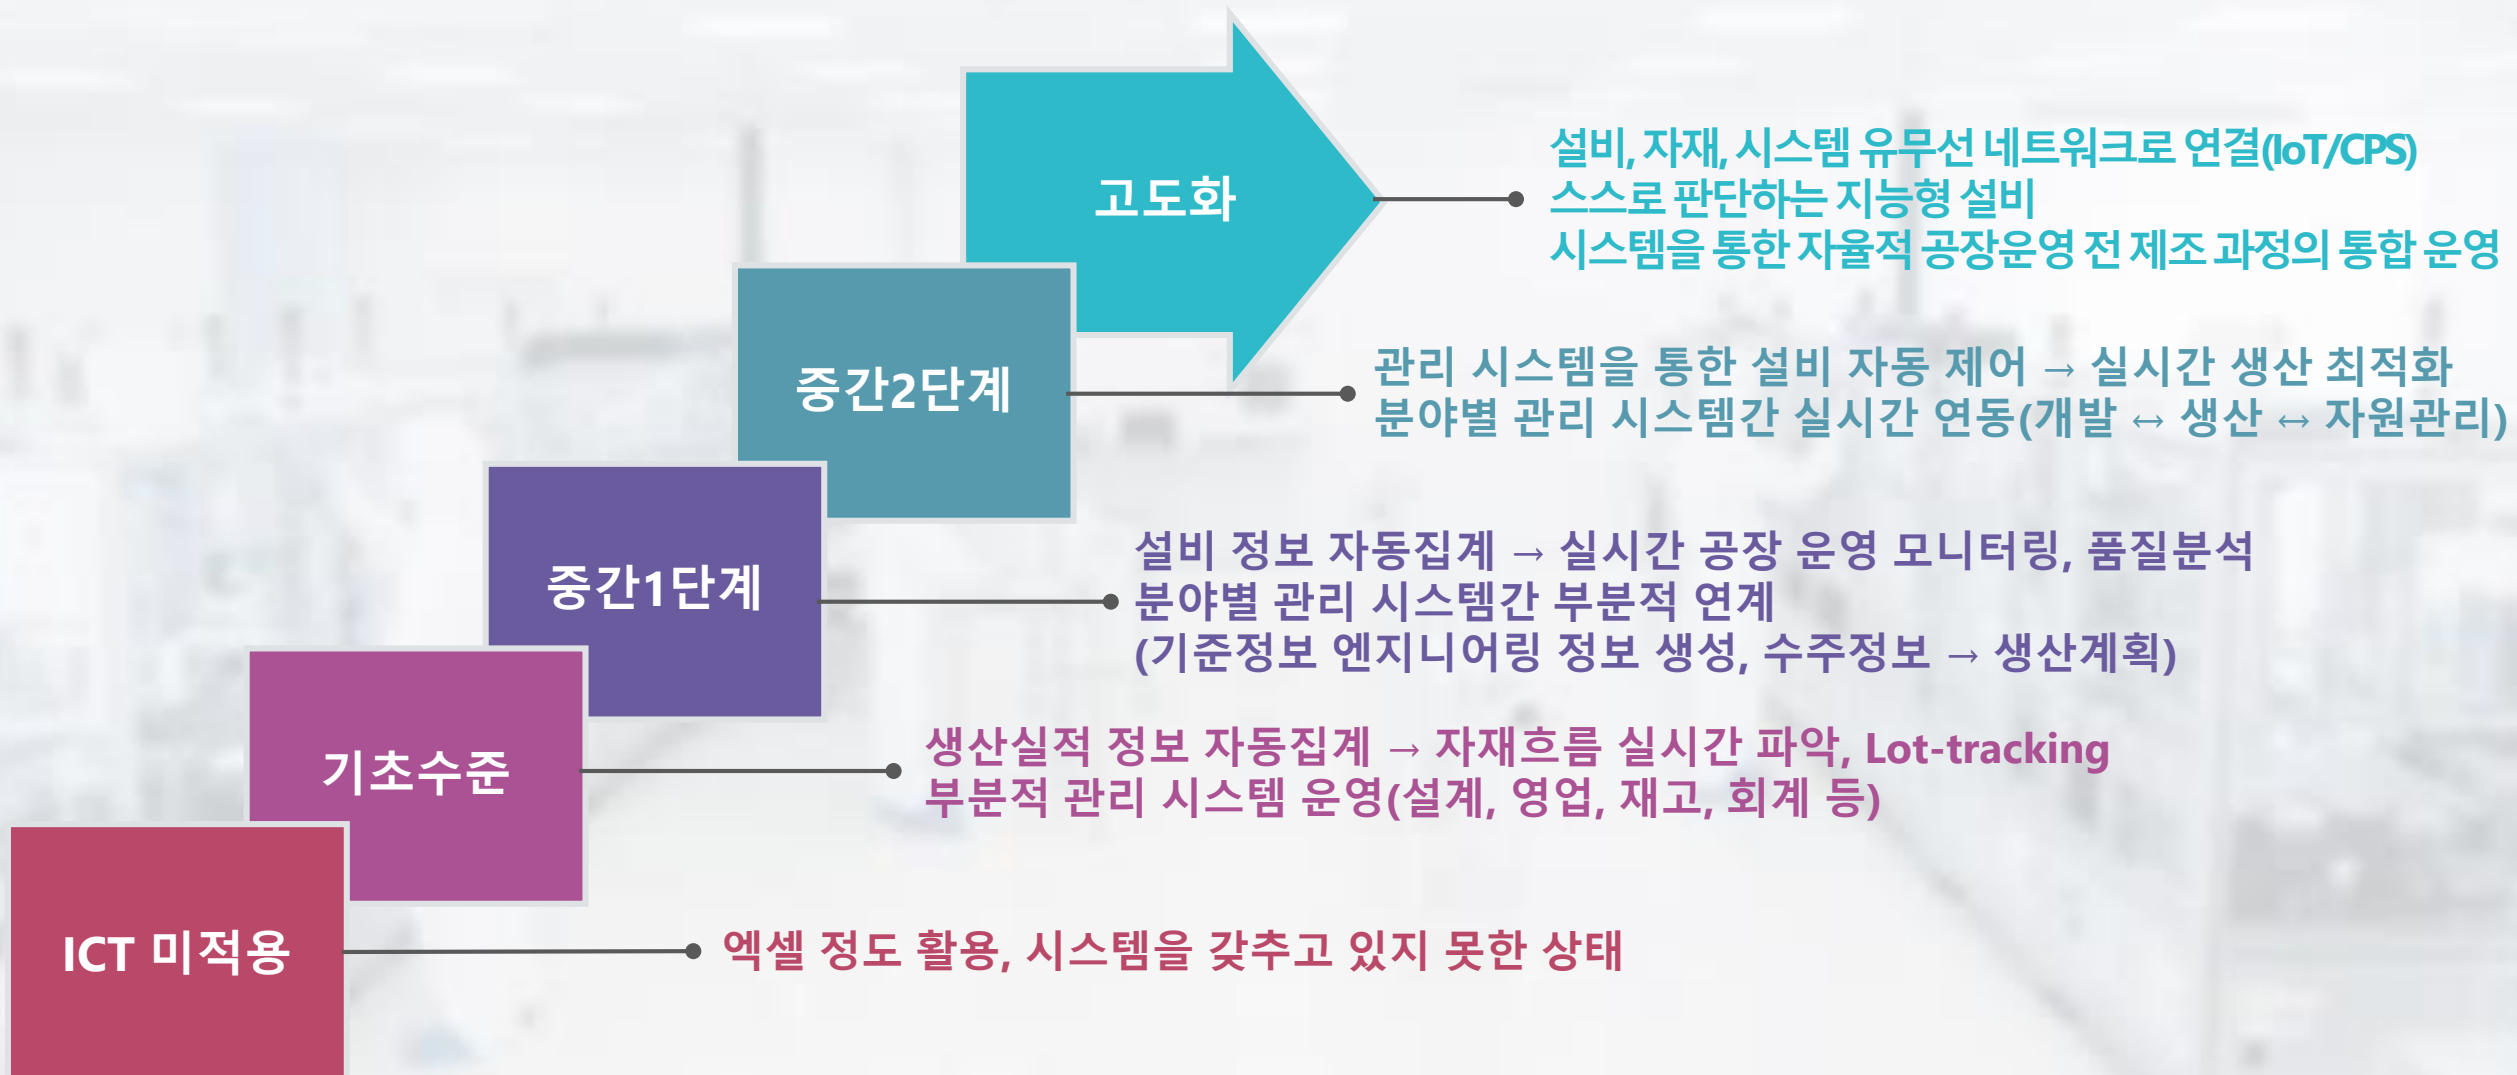 고도화
설비, 자재, 시스템 유무선 네트워크로 연결(IoT/CPS)
스스로 판단하는 지능형 설비
시스템을 통한 자율적 공장운영 전 제조 과정의 통합 운영
중간2단계
관리 시스템을 통한 설비 자동 제어 → 실시간 생산 최적화
분야별 관리 시스템간 실시간 연동(개발 ↔ 생산 ↔ 자원관리)
중간1단계
설비 정보 자동집계 → 실시간 공장 운영 모니터링, 품질분석
분야별 관리 시스템간 부분적 연계
(기준정보 엔지니어링 정보 생성, 수주정보 → 생산계획)
기초수준
생산실적 정보 자동집계 → 자재흐름 실시간 파악, Lot-tracking
부분적 관리 시스템 운영(설계, 영업, 재고, 회계 등)
ICT 미적용
엑셀 정도 활용, 시스템을 갖추고 있지 못한 상태